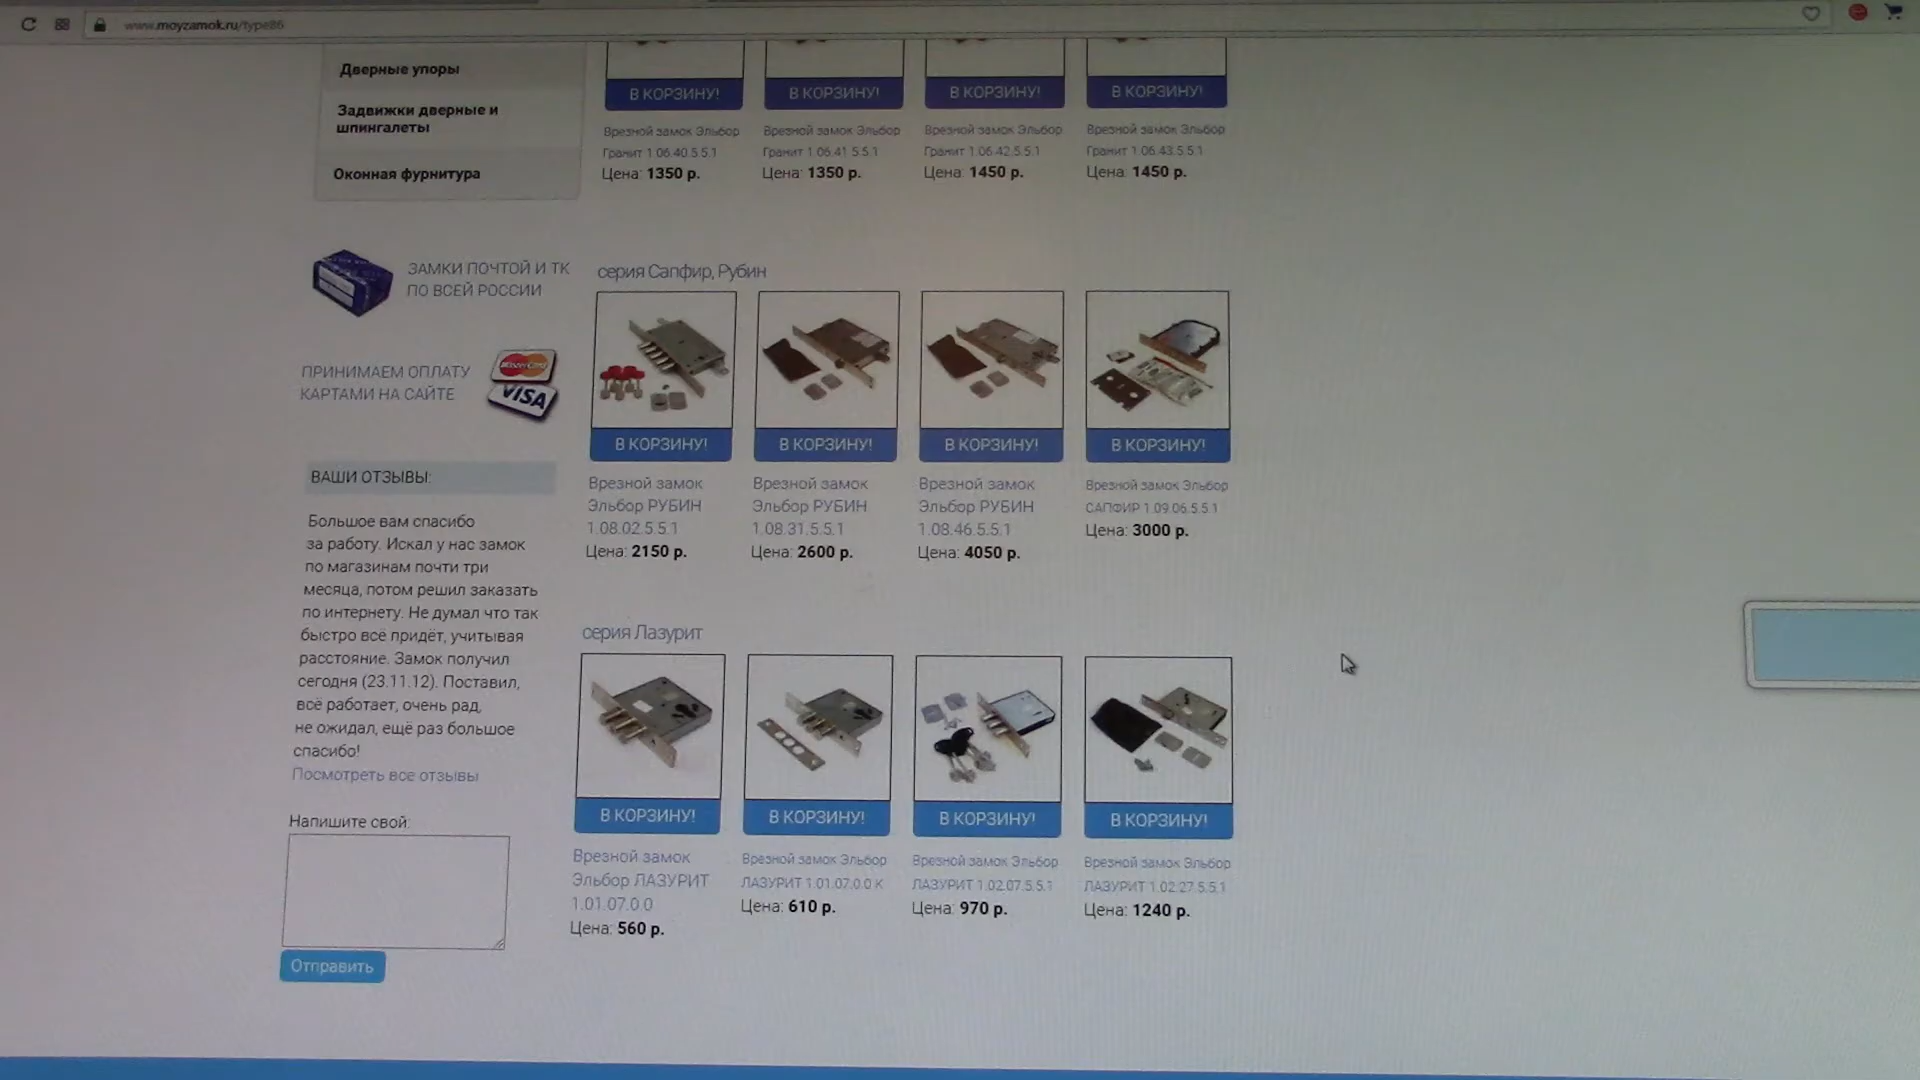 www.moyzamok.ru/type86
Дверные упоры
Задвижки дверные и
шпингалеты
Оконная фурнитура
В КОРЗИНУ!
В КОРЗИНУ!
В КОРЗИНУ!
В КОРЗИНУ!
Врезной замок Эльбор
Гранит 1.06.40.5.5.1
Цена: 1350 р.
Врезной замок Эльбор
Гранит 1.06.41.5.5.1
Цена: 1350 р.
Врезной замок Эльбор
Гранит 1.06.42.5.5.1
Цена: 1450 р.
Врезной замок Эльбор
Гранит 1.06.43.5.5.1
Цена: 1450 р.
ЗАМКИ ПОЧТОЙ И ТК
ПО ВСЕЙ РОССИИ
ПРИНИМАЕМ ОПЛАТУ
КАРТАМИ НА САЙТЕ
MasterCard
VISA
ВАШИ ОТЗЫВЫ:
Большое вам спасибо
за работу. Искал у нас замок
по магазинам почти три
месяца, потом решил заказать
по интернету. Не думал что так
быстро всё придёт, учитывая
расстояние. Замок получил
сегодня (23.11.12). Поставил,
всё работает, очень рад,
не ожидал, ещё раз большое
спасибо!
Посмотреть все отзывы
Напишите свой:
Отправить
серия Сапфир, Рубин
В КОРЗИНУ!
В КОРЗИНУ!
В КОРЗИНУ!
В КОРЗИНУ!
Врезной замок
Эльбор РУБИН
1.08.02.5.5.1
Цена: 2150 р.
Врезной замок
Эльбор РУБИН
1.08.31.5.5.1
Цена: 2600 р.
Врезной замок
Эльбор РУБИН
1.08.46.5.5.1
Цена: 4050 р.
Врезной замок Эльбор
САПФИР 1.09.06.5.5.1
Цена: 3000 р.
серия Лазурит
В КОРЗИНУ!
В КОРЗИНУ!
В КОРЗИНУ!
В КОРЗИНУ!
Врезной замок
Эльбор ЛАЗУРИТ
1.01.07.0.0
Цена: 560 р.
Врезной замок Эльбор
ЛАЗУРИТ 1.01.07.0.0 К
Цена: 610 р.
Врезной замок Эльбор
ЛАЗУРИТ 1.02.07.5.5.1
Цена: 970 р.
Врезной замок Эльбор
ЛАЗУРИТ 1.02.27.5.5.1
Цена: 1240 р.